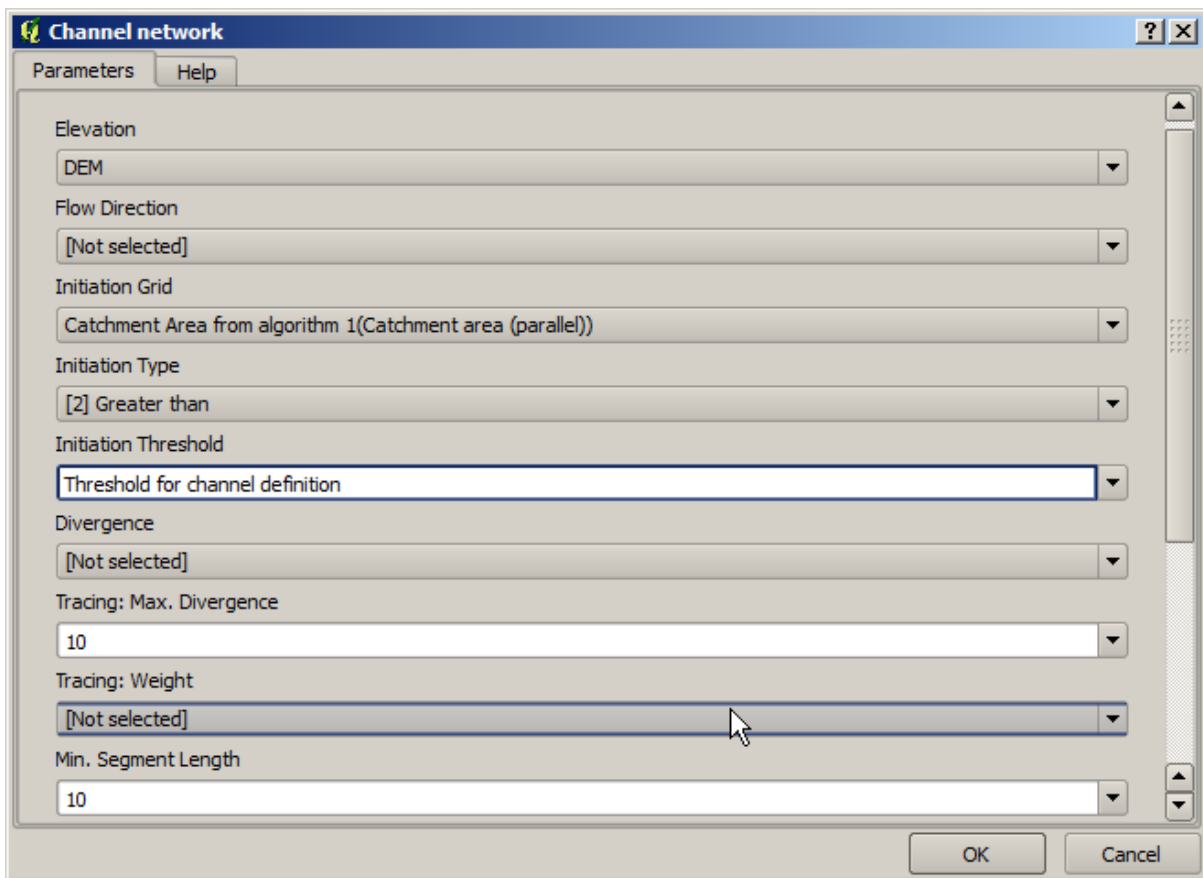 Channel network
Parameters Help
Elevation
DEM
Flow Direction
[Not selected]
Initiation Grid
Catchment Area from algorithm 1(Catchment area (parallel))
Initiation Type
[2] Greater than
Initiation Threshold
Threshold for channel definition
Divergence
[Not selected]
Tracing: Max. Divergence
10
Tracing: Weight
[Not selected]
Min. Segment Length
10
OK Cancel